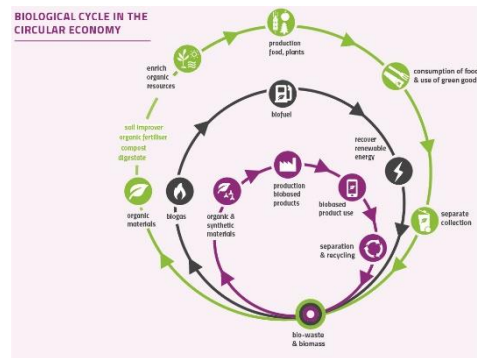 BIOLOGICAL CYCLE IN THE
CIRCULAR ECONOMY
production
food, plants
enrich
organic
resources
consumption of food
& use of green good
biofuel
soil improver
organic fertiliser
compost
digestate
recover
renewable
energy
production
biobased
products
organic
materials
biogas
organic &
synthetic
materials
biobased
product use
separate
collection
separation
& recycling
bio-waste
& biomass